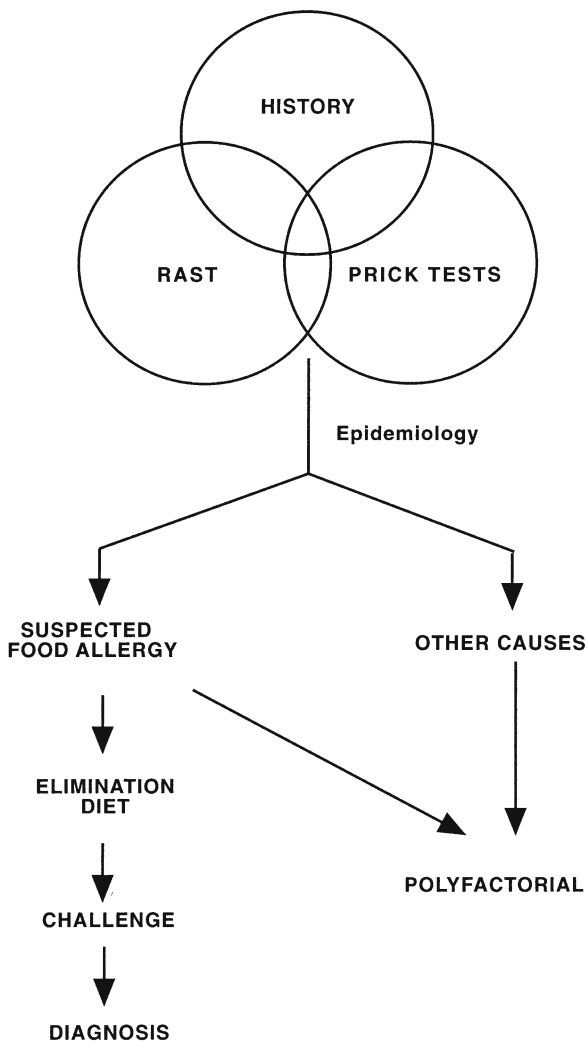 HISTORY
RAST
PRICK TESTS
Epidemiology
SUSPECTED
FOOD ALLERGY
OTHER CAUSES
ELIMINATION
DIET
POLYFACTORIAL
CHALLENGE
DIAGNOSIS